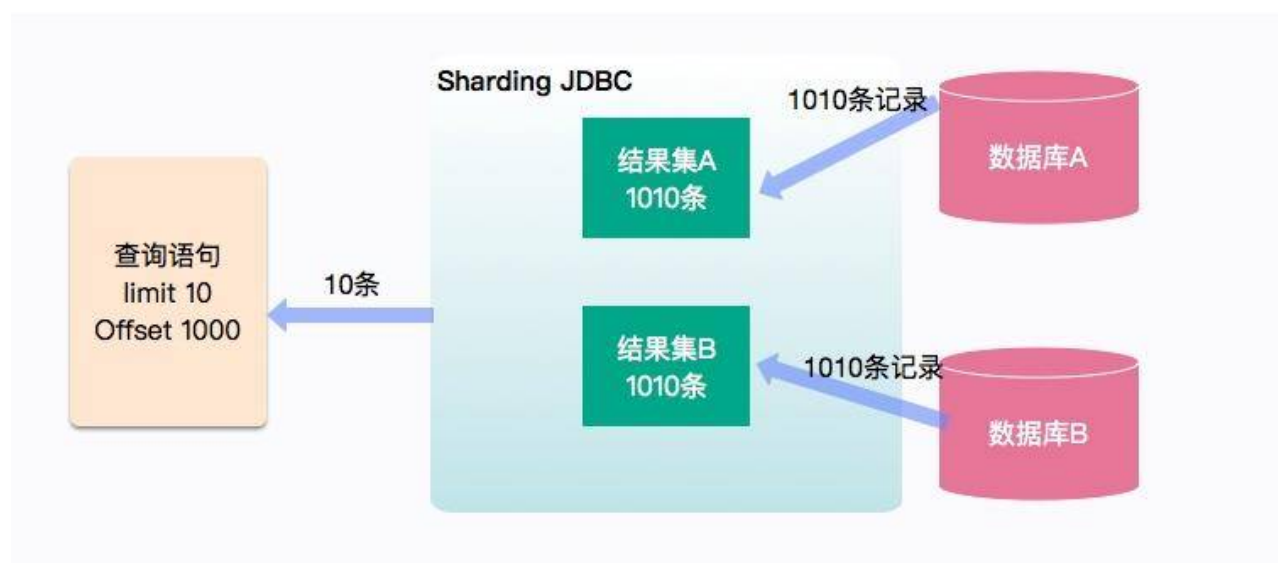 Sharding JDBC
1010条记录
数据库A
结果集A
1010条
查询语句
limit 10
Offset 1000
10条
结果集B
1010条
1010条记录
数据库B